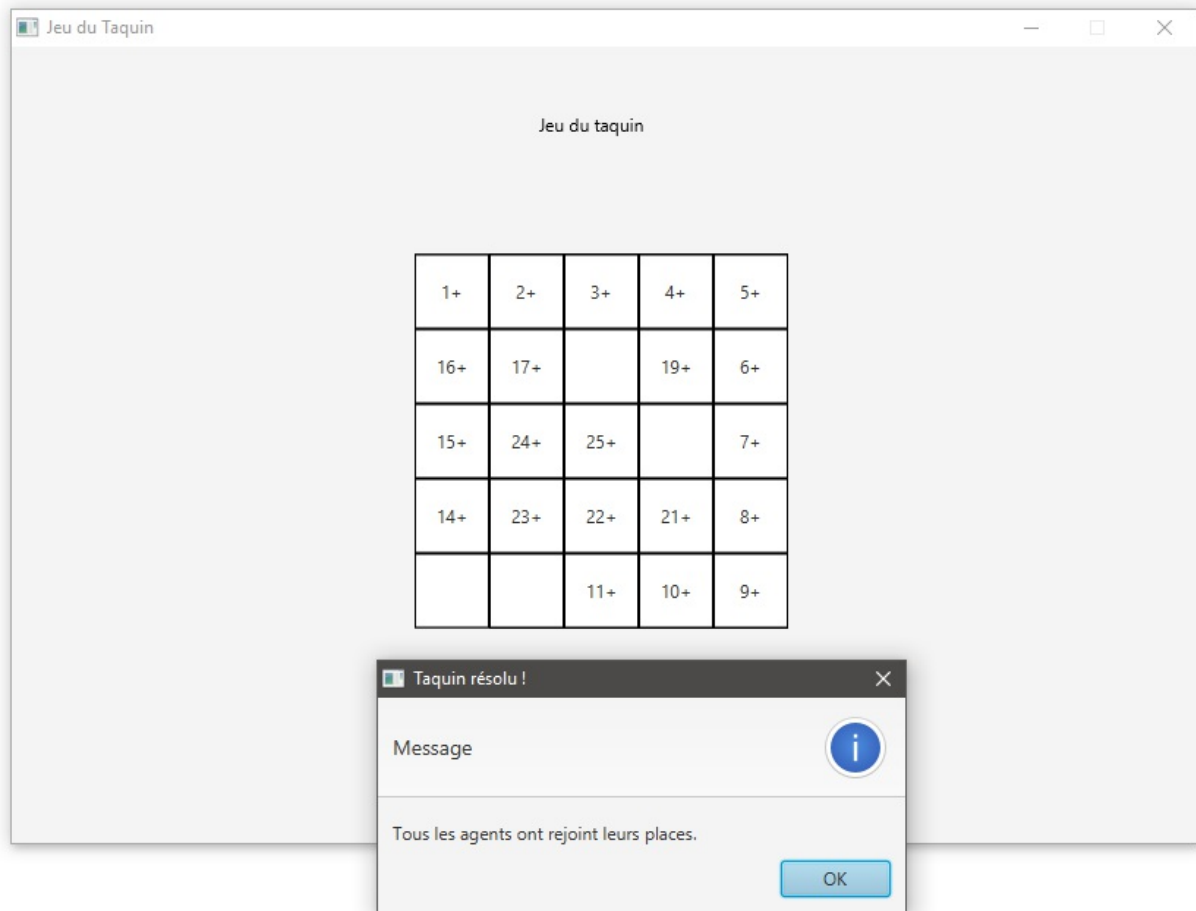 Jeu du Taquin
Jeu du taquin
1+ 2+ 3+ 4+ 5+
16+ 17+ 19+ 6+
15+ 24+ 25+ 7+
14+ 23+ 22+ 21+ 8+
11+ 10+ 9+
Taquin résolu !
Message
Tous les agents ont rejoint leurs places.
OK